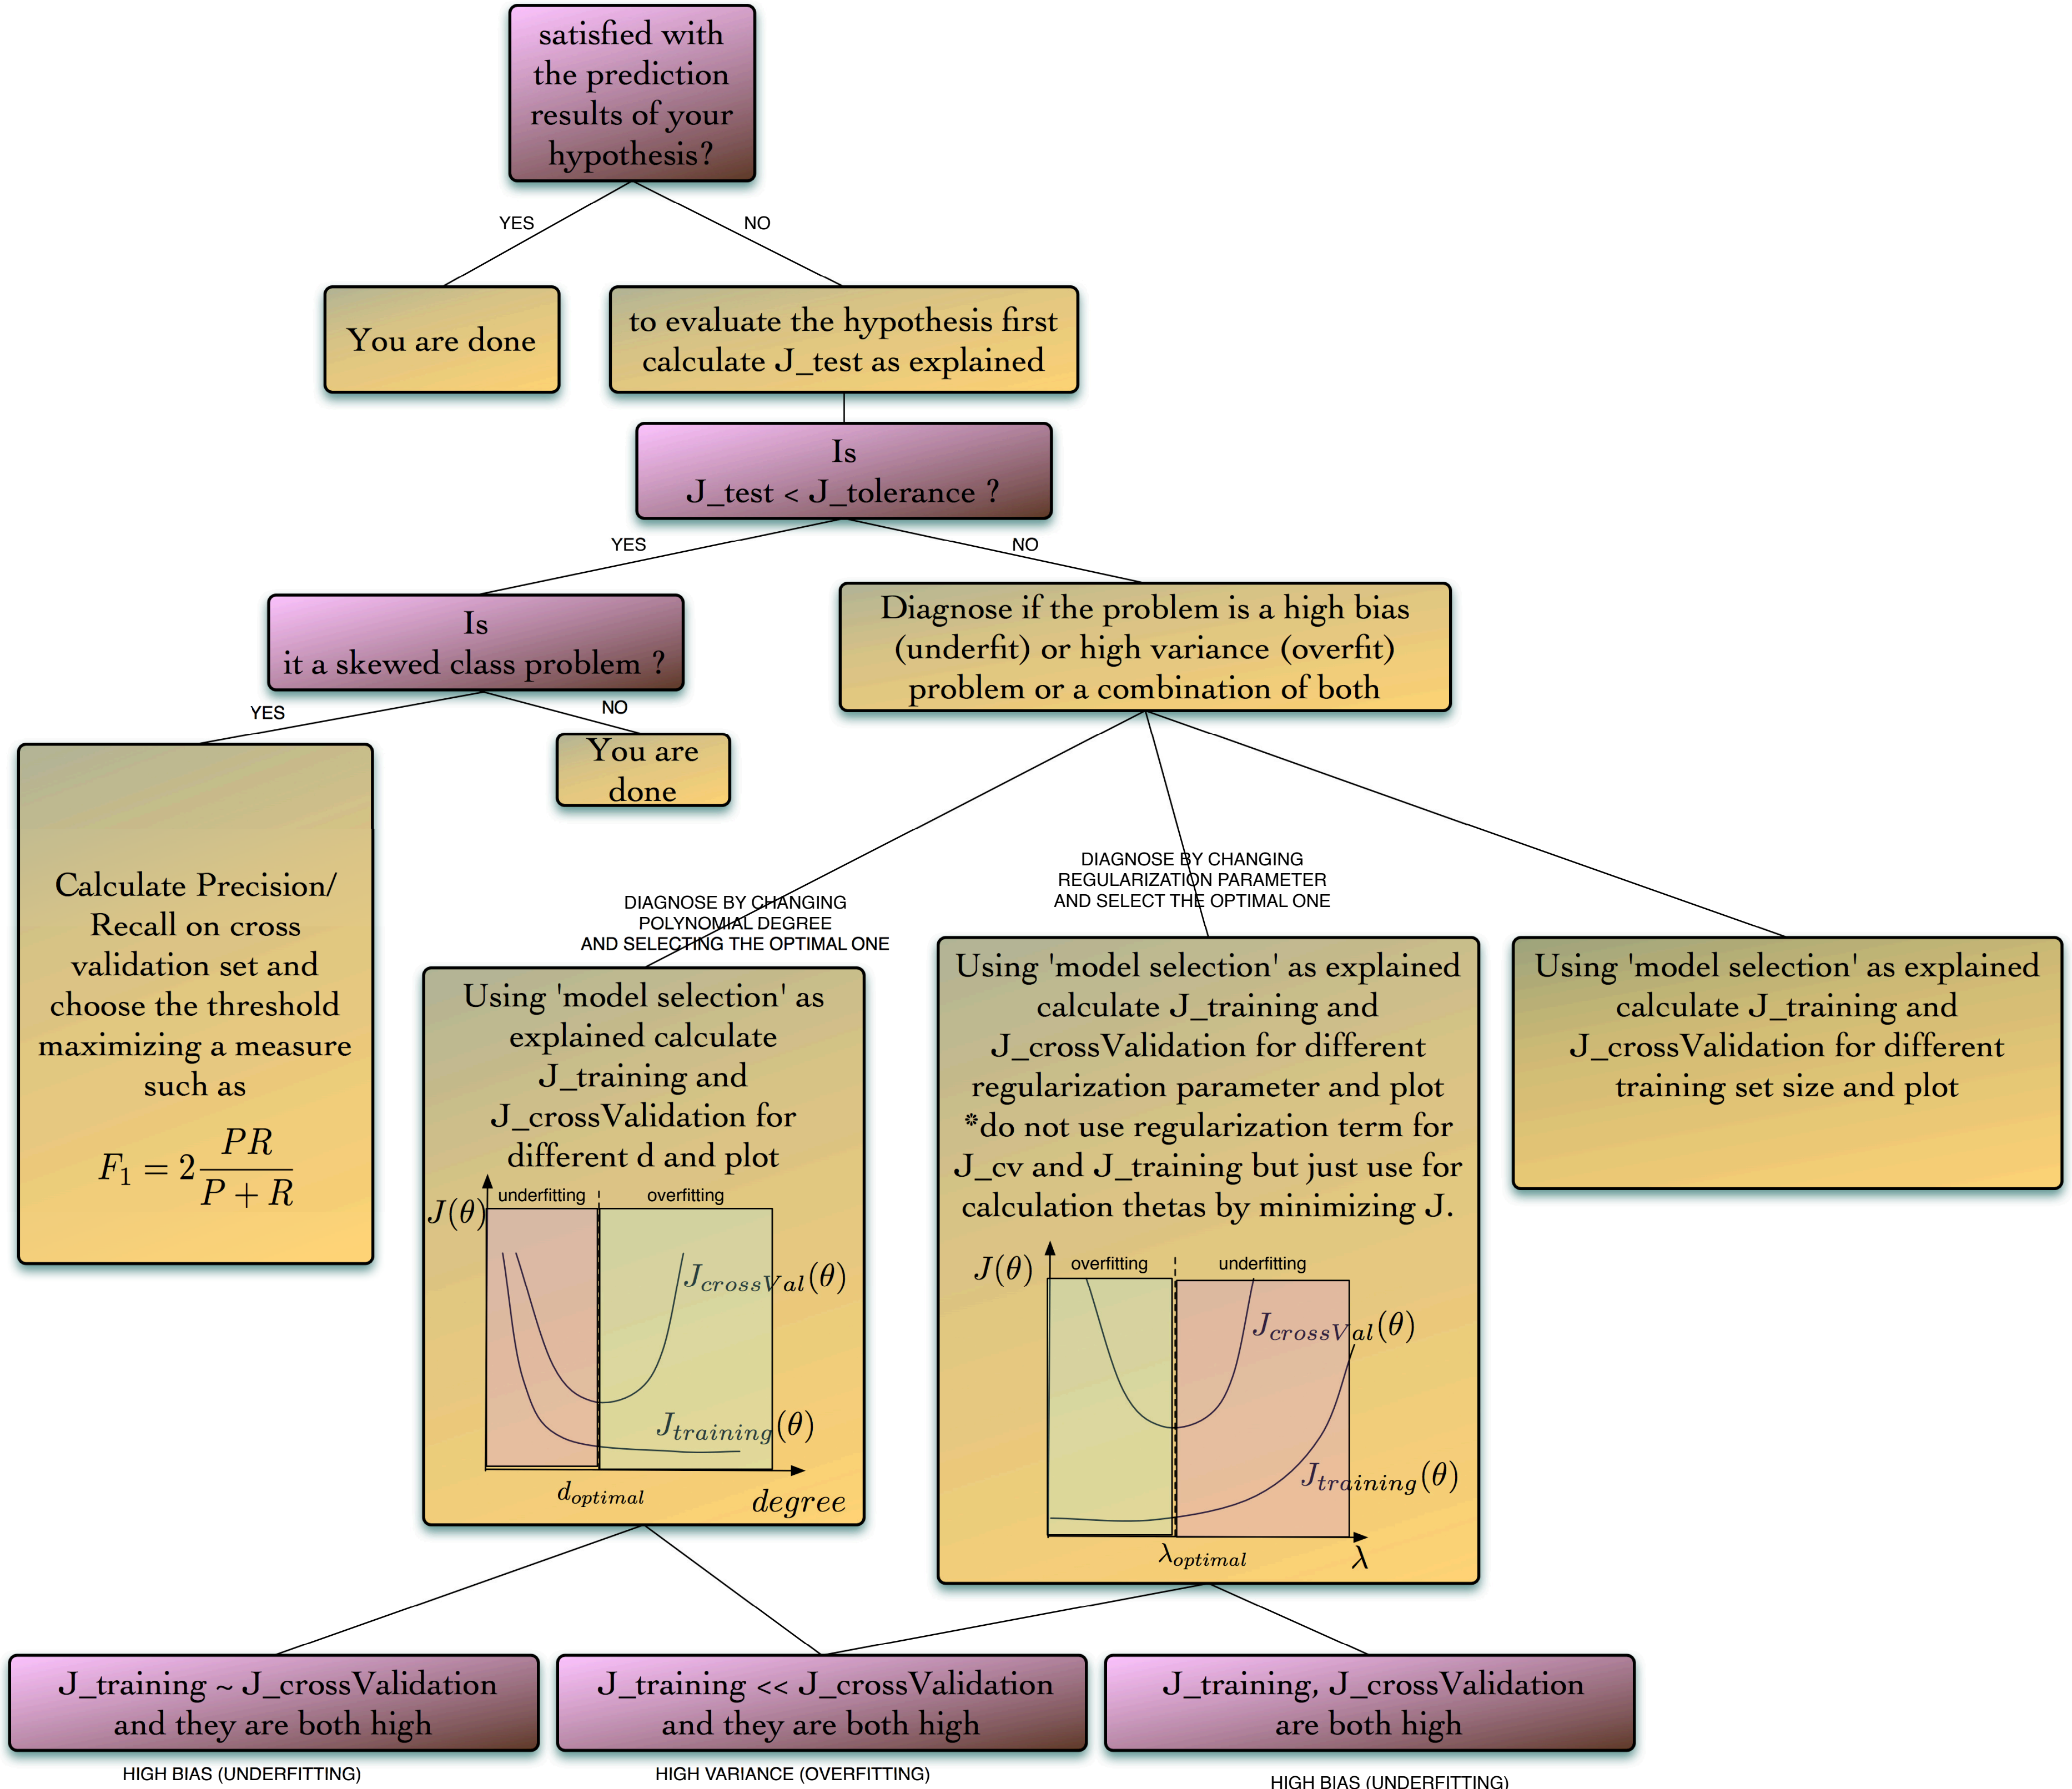 satisfied with
the prediction
results of your
hypothesis?
YES
NO
You are done
to evaluate the hypothesis first
calculate J_test as explained
Is
J_test < J_tolerance ?
YES
NO
Is
it a skewed class problem ?
Diagnose if the problem is a high bias
(underfit) or high variance (overfit)
problem or a combination of both
YES
NO
You are
done
Calculate Precision/
Recall on cross
validation set and
choose the threshold
maximizing a measure
such as
F_1 = 2 PR / (P + R)
DIAGNOSE BY CHANGING
POLYNOMIAL DEGREE
AND SELECTING THE OPTIMAL ONE
DIAGNOSE BY CHANGING
REGULARIZATION PARAMETER
AND SELECT THE OPTIMAL ONE
Using 'model selection' as
explained calculate
J_training and
J_crossValidation for
different d and plot
underfitting
overfitting
J(θ)
J_crossVal(θ)
J_training(θ)
d_optimal
degree
Using 'model selection' as explained
calculate J_training and
J_crossValidation for different
regularization parameter and plot
*do not use regularization term for
J_cv and J_training but just use for
calculation thetas by minimizing J.
overfitting
underfitting
J(θ)
J_crossVal(θ)
J_training(θ)
λ_optimal
λ
Using 'model selection' as explained
calculate J_training and
J_crossValidation for different
training set size and plot
J_training ~ J_crossValidation
and they are both high
HIGH BIAS (UNDERFITTING)
J_training << J_crossValidation
and they are both high
HIGH VARIANCE (OVERFITTING)
J_training, J_crossValidation
are both high
HIGH BIAS (UNDERFITTING)